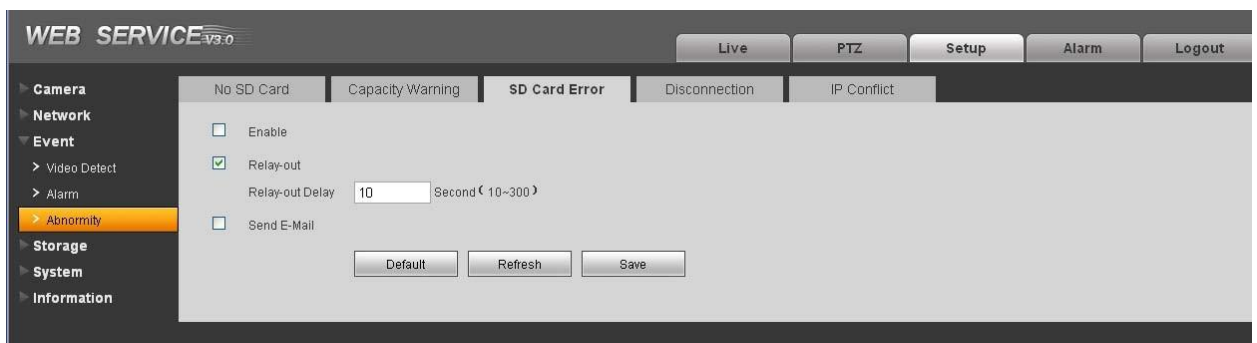 WEB SERVICE V3.0
Live PTZ Setup Alarm Logout
Camera
Network
Event
> Video Detect
> Alarm
> Abnormity
Storage
System
Information
No SD Card Capacity Warning SD Card Error Disconnection IP Conflict
Enable
Relay-out
Relay-out Delay 10 Second ( 10~300 )
Send E-Mail
Default Refresh Save